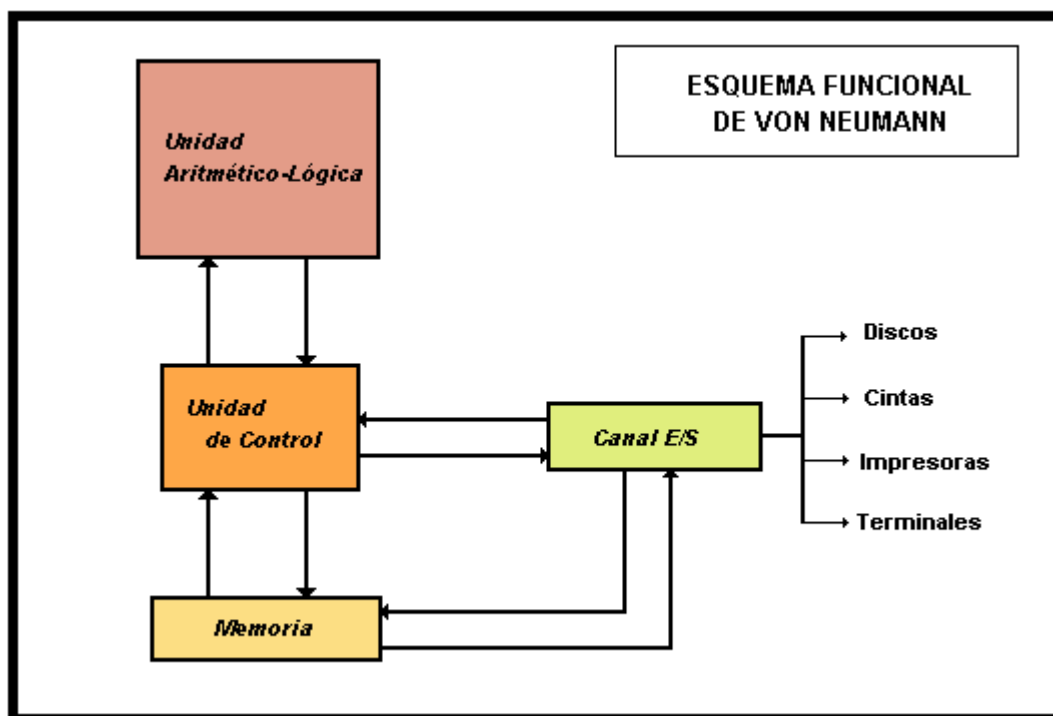 ESQUEMA FUNCIONAL
DE VON NEUMANN
Unidad
Aritmético-Lógica
Unidad
de Control
Canal E/S
Memoria
Discos
Cintas
Impresoras
Terminales